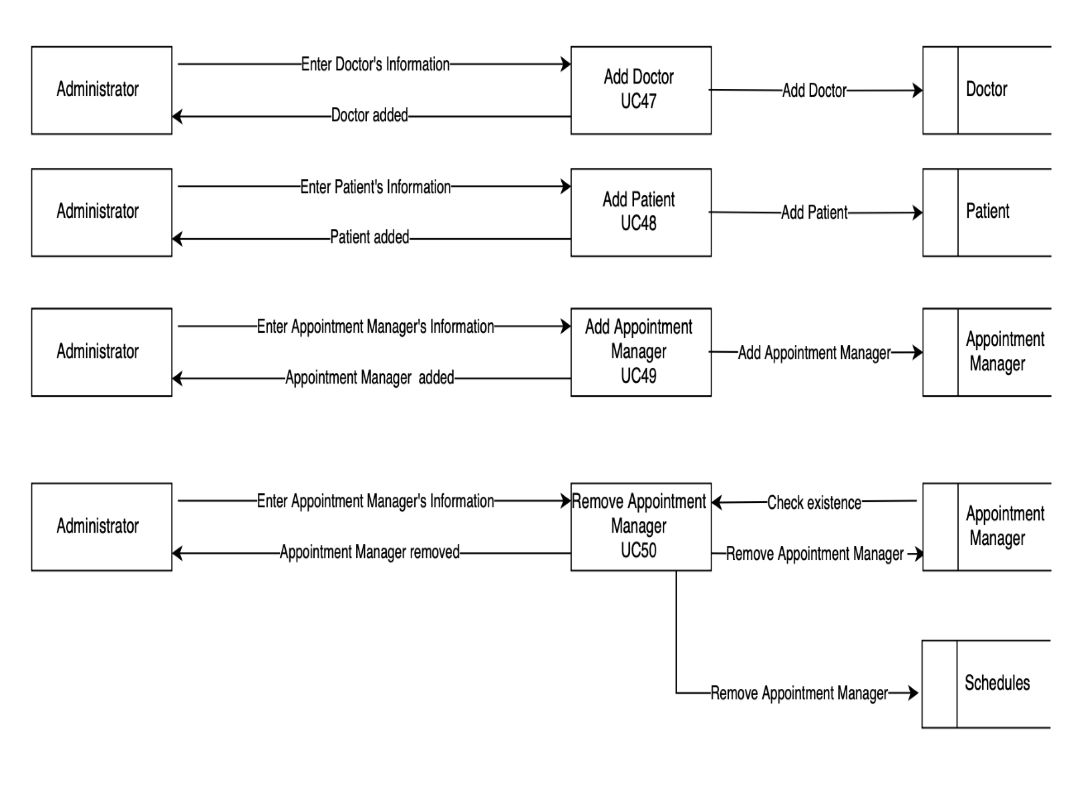 Enter Doctor's Information
Administrator
Add Doctor
UC47
Add Doctor
Doctor
Doctor added
Enter Patient's Information
Administrator
Add Patient
UC48
Add Patient
Patient
Patient added
Enter Appointment Manager's Information
Administrator
Add Appointment
Manager
UC49
Add Appointment Manager
Appointment
Manager
Appointment Manager added
Enter Appointment Manager's Information
Administrator
Remove Appointment
Manager
UC50
Check existence
Appointment
Manager
Appointment Manager removed
Remove Appointment Manager
Remove Appointment Manager
Schedules